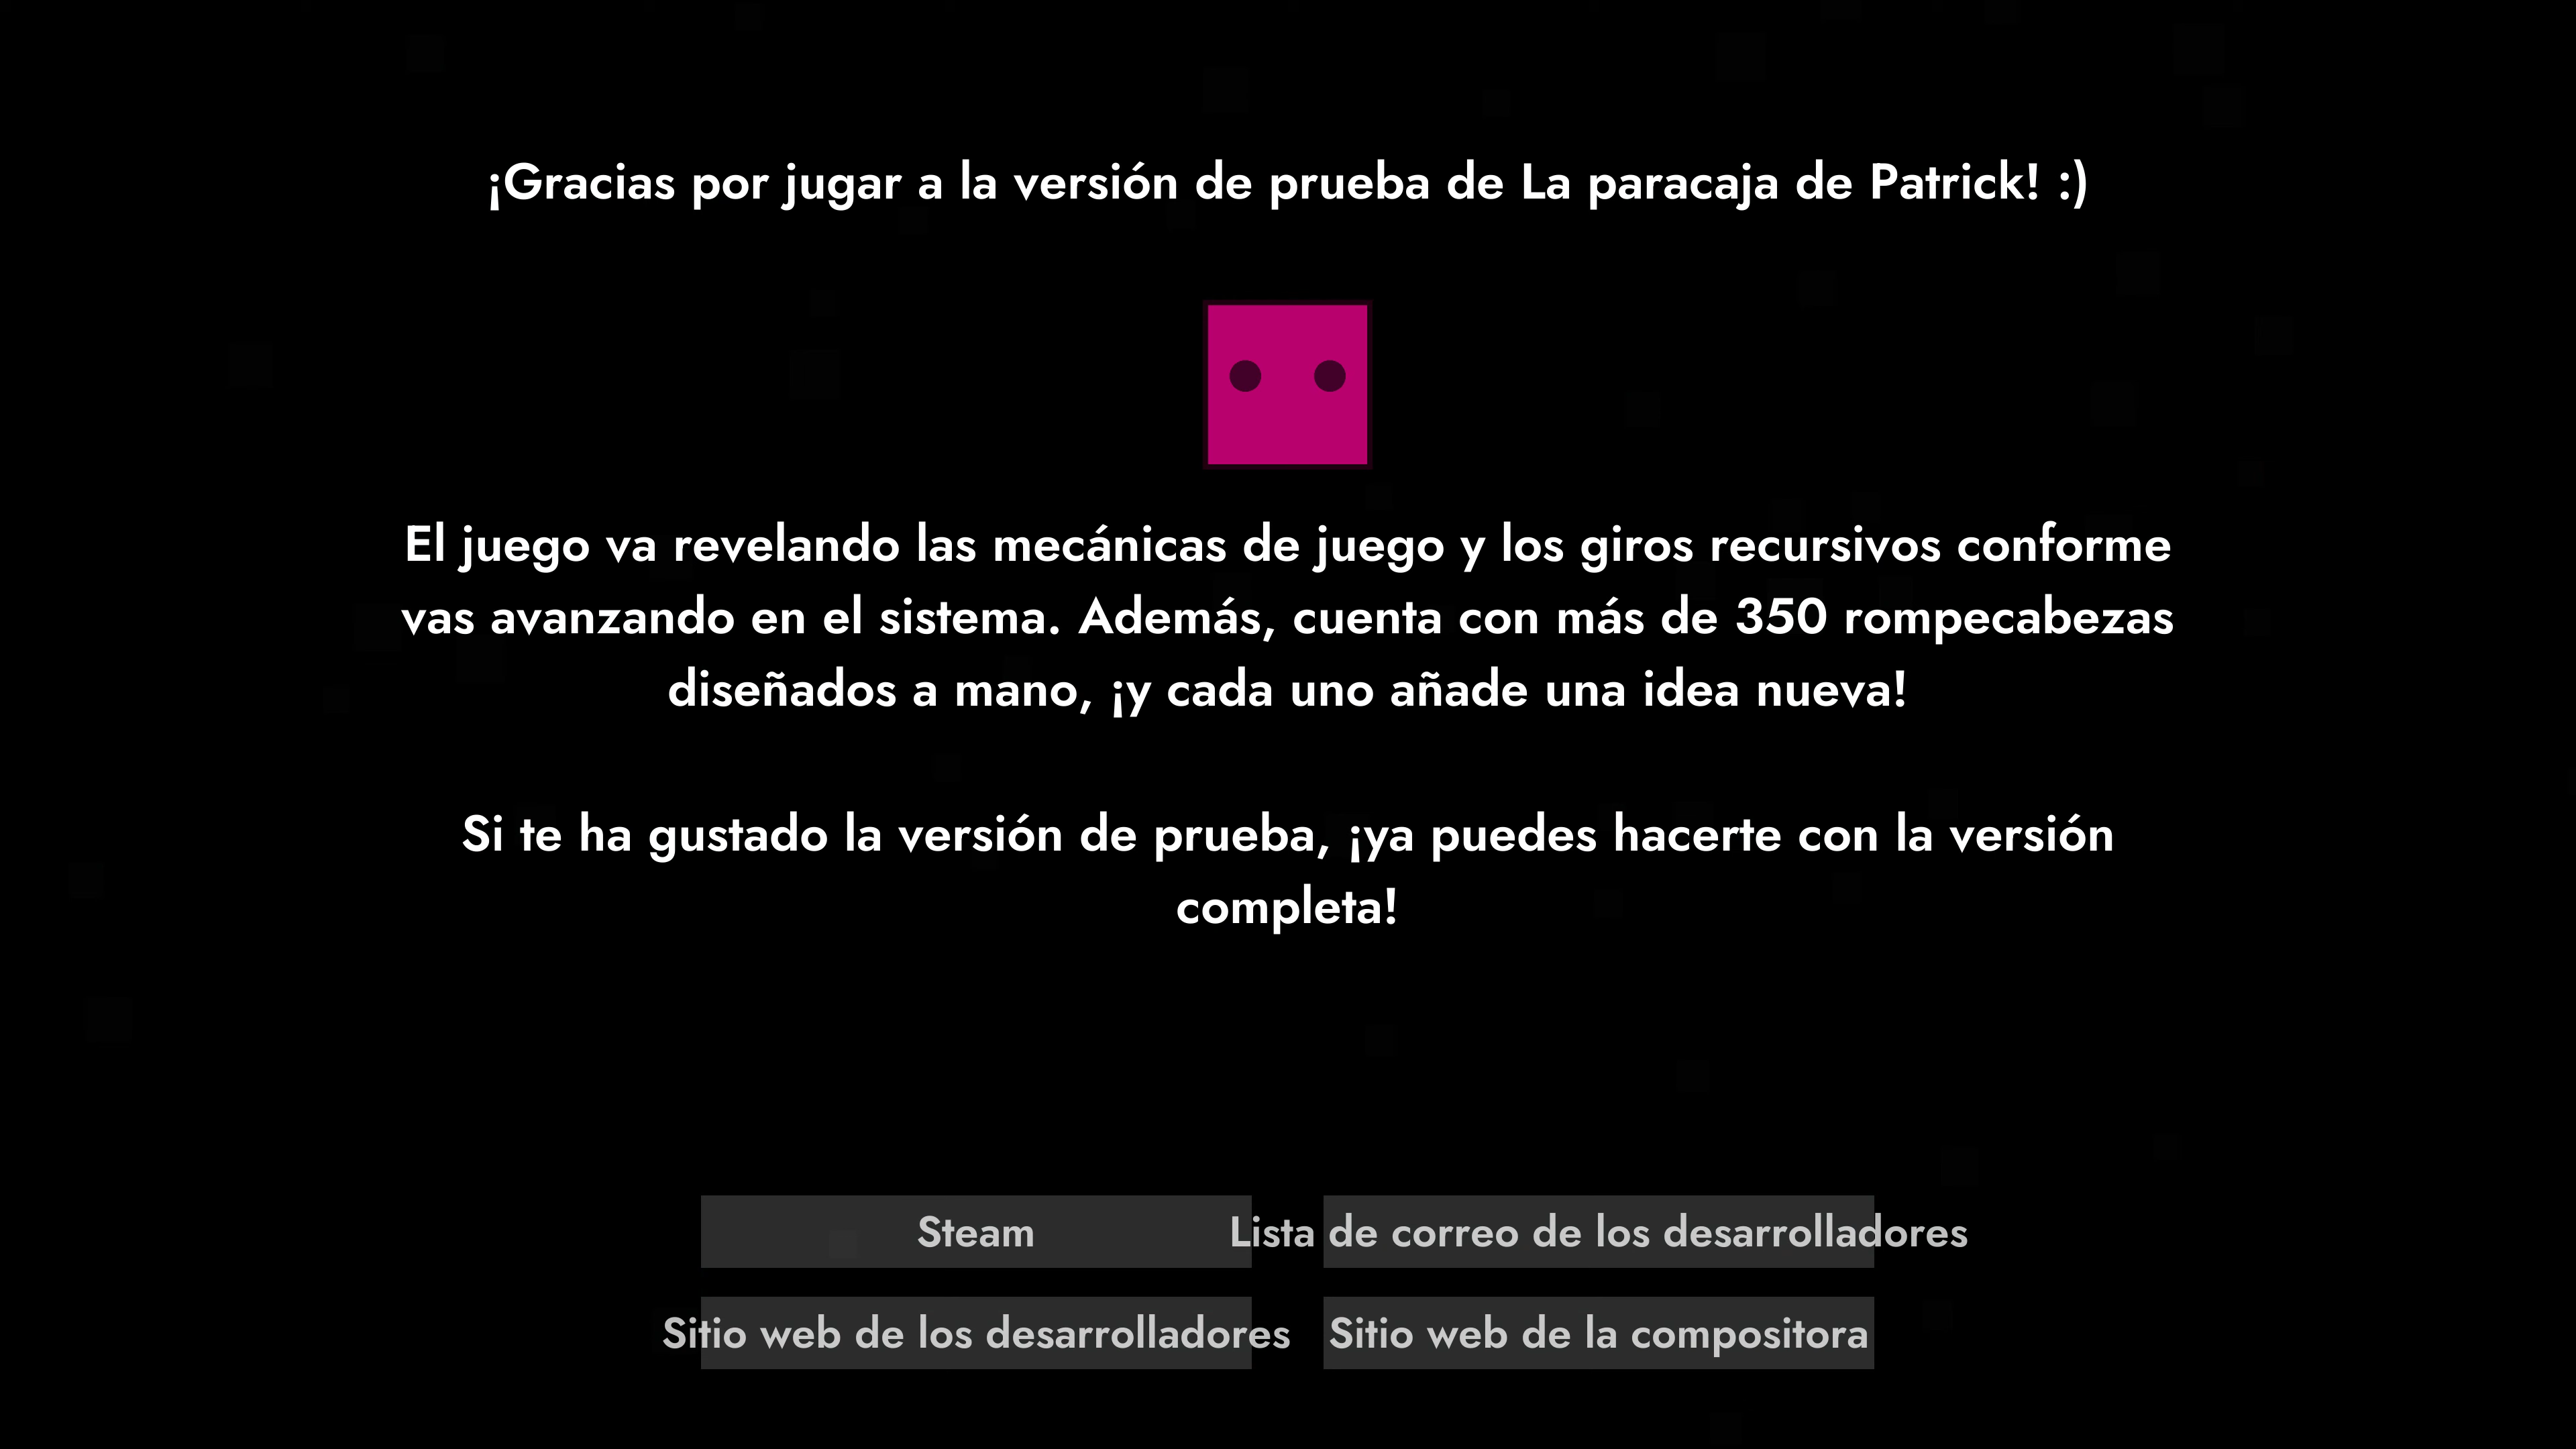 ¡Gracias por jugar a la versión de prueba de La paracaja de Patrick! :)
El juego va revelando las mecánicas de juego y los giros recursivos conforme
vas avanzando en el sistema. Además, cuenta con más de 350 rompecabezas
diseñados a mano, ¡y cada uno añade una idea nueva!
Si te ha gustado la versión de prueba, ¡ya puedes hacerte con la versión
completa!
Steam
Lista de correo de los desarrolladores
Sitio web de los desarrolladores
Sitio web de la compositora